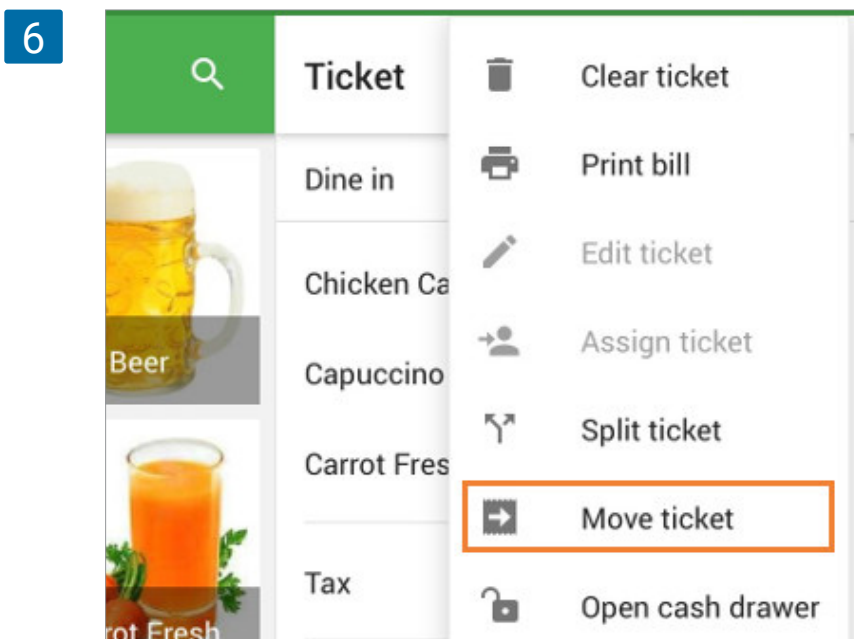 6
Ticket
Dine in
Chicken Ca
Capuccino
Carrot Fres
Tax
Beer
rot Fresh
Clear ticket
Print bill
Edit ticket
Assign ticket
Split ticket
Move ticket
Open cash drawer